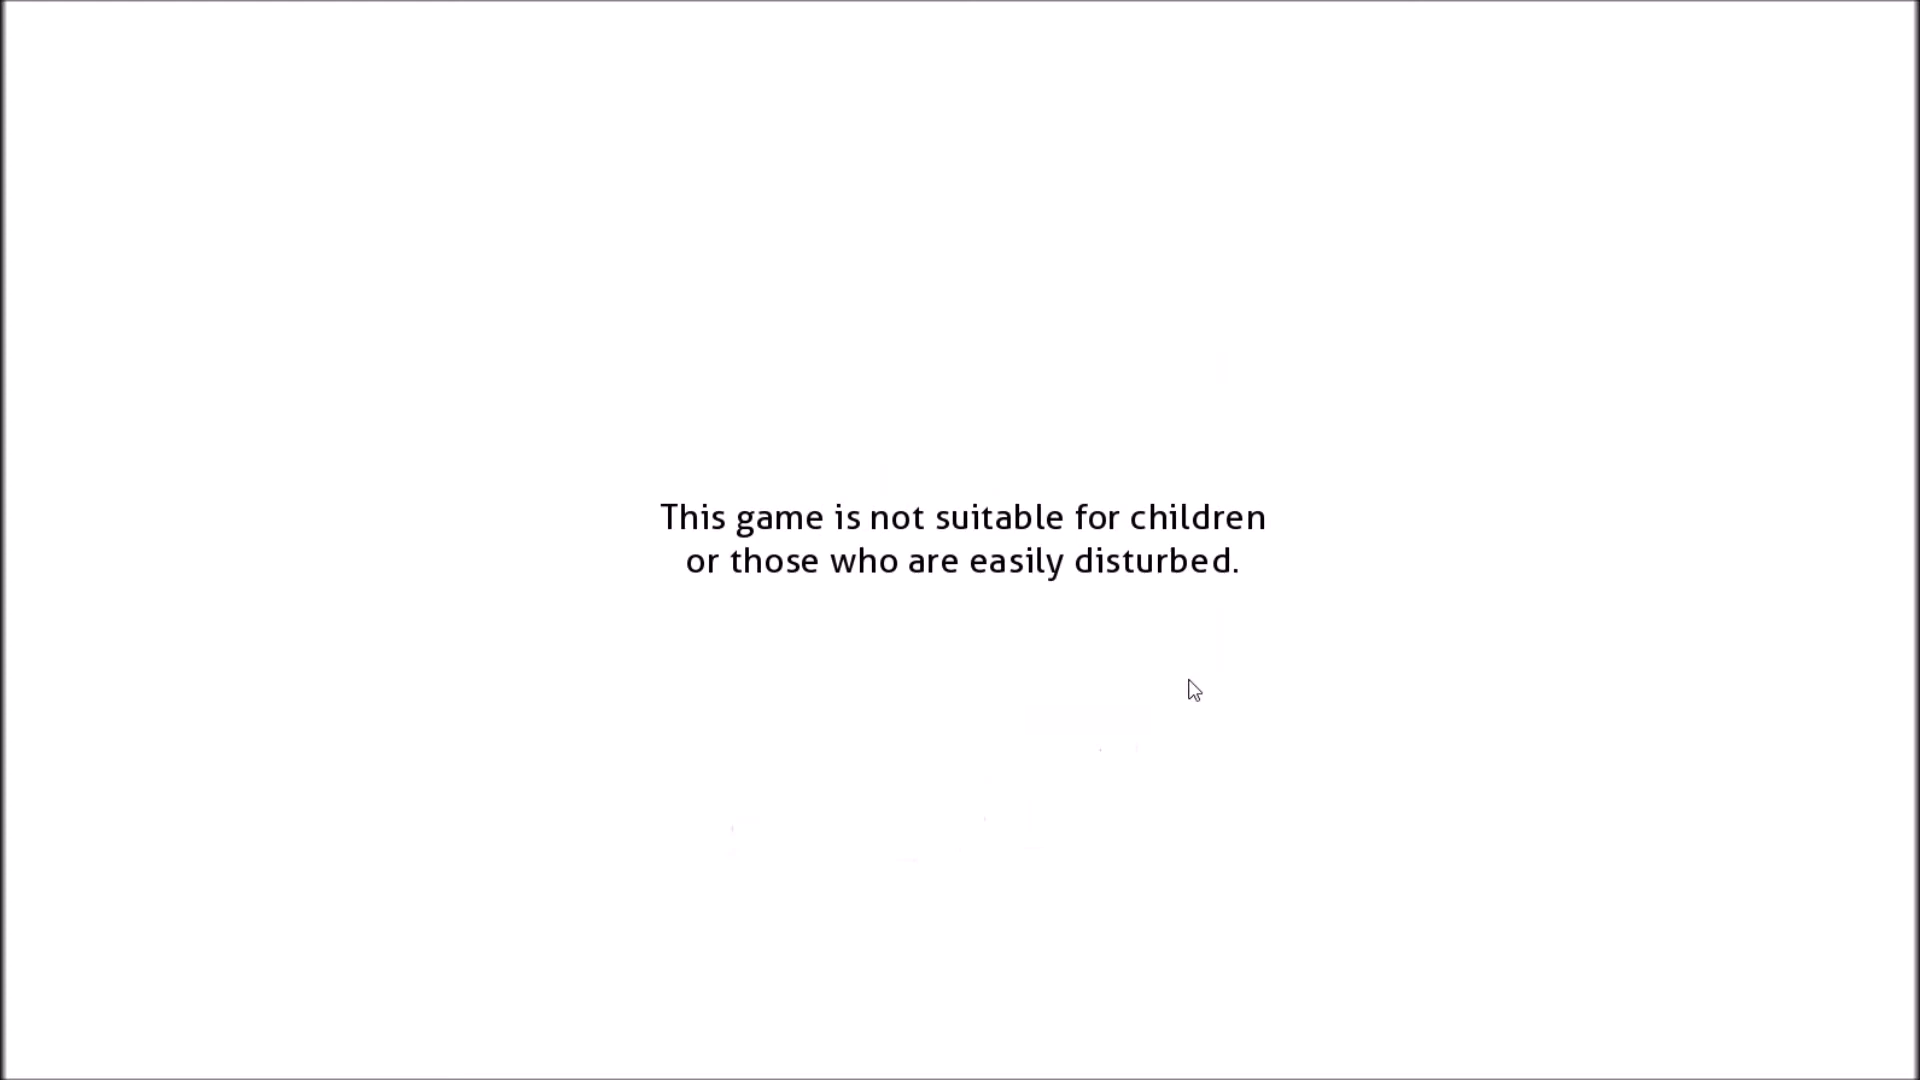 This game is not suitable for children
or those who are easily disturbed.